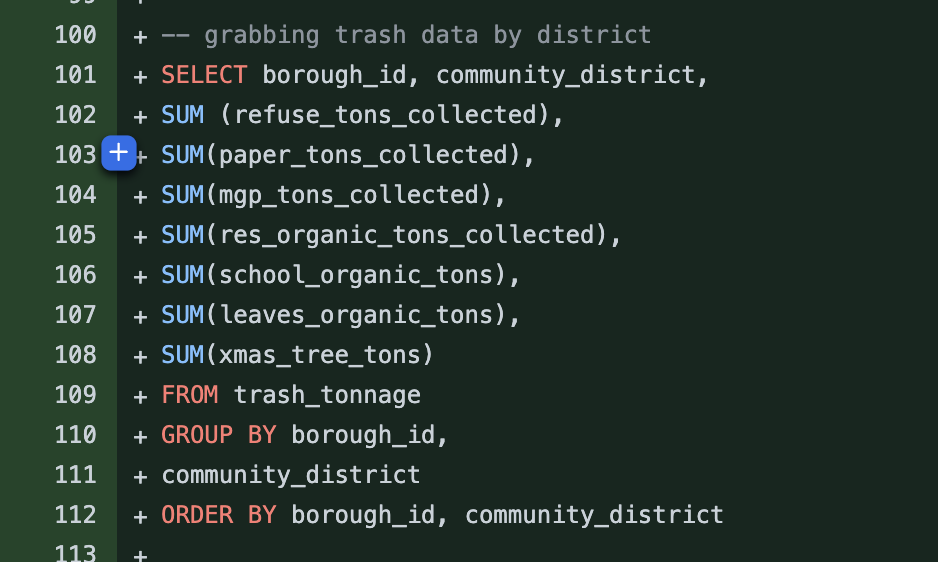 99 +
100 + -- grabbing trash data by district
101 + SELECT borough_id, community_district,
102 + SUM (refuse_tons_collected),
103 + + SUM(paper_tons_collected),
104 + SUM(mgp_tons_collected),
105 + SUM(res_organic_tons_collected),
106 + SUM(school_organic_tons),
107 + SUM(leaves_organic_tons),
108 + SUM(xmas_tree_tons)
109 + FROM trash_tonnage
110 + GROUP BY borough_id,
111 + community_district
112 + ORDER BY borough_id, community_district
113 +